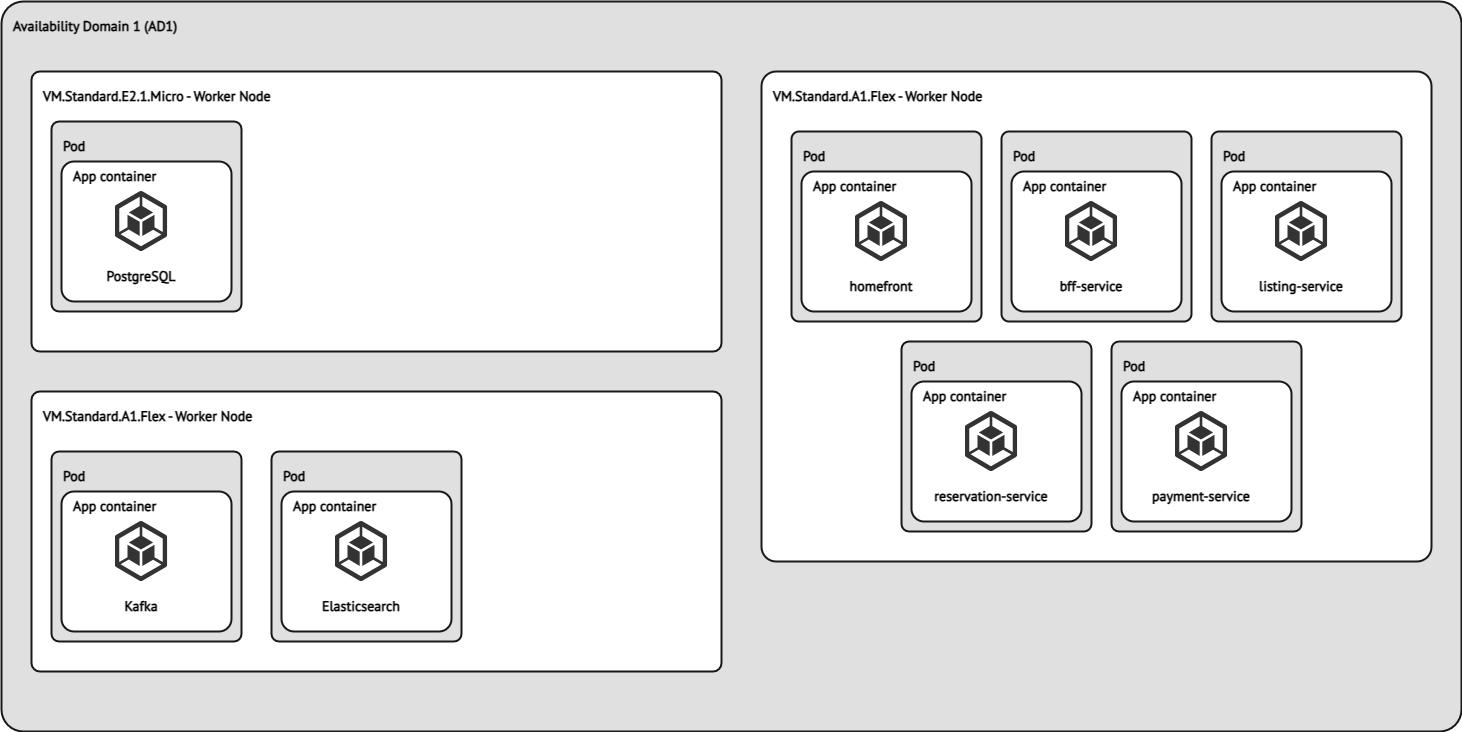 Availability Domain 1 (AD1)
VM.Standard.E2.1.Micro - Worker Node
Pod
App container
PostgreSQL
VM.Standard.A1.Flex - Worker Node
Pod
App container
Kafka
Pod
App container
Elasticsearch
VM.Standard.A1.Flex - Worker Node
Pod
App container
homefront
Pod
App container
bff-service
Pod
App container
listing-service
Pod
App container
reservation-service
Pod
App container
payment-service